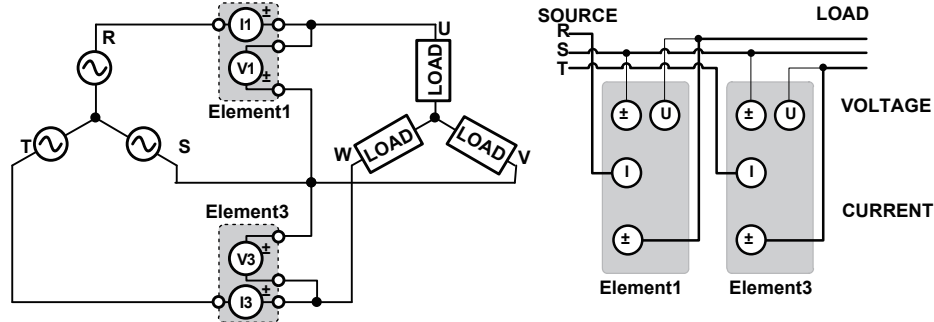 R
T
S
I1 ±
V1 ±
Element1
U
LOAD
W LOAD
LOAD V
Element3
V3 ±
I3 ±
SOURCE
LOAD
R
S
T
± U
± U
VOLTAGE
I
I
CURRENT
±
±
Element1
Element3